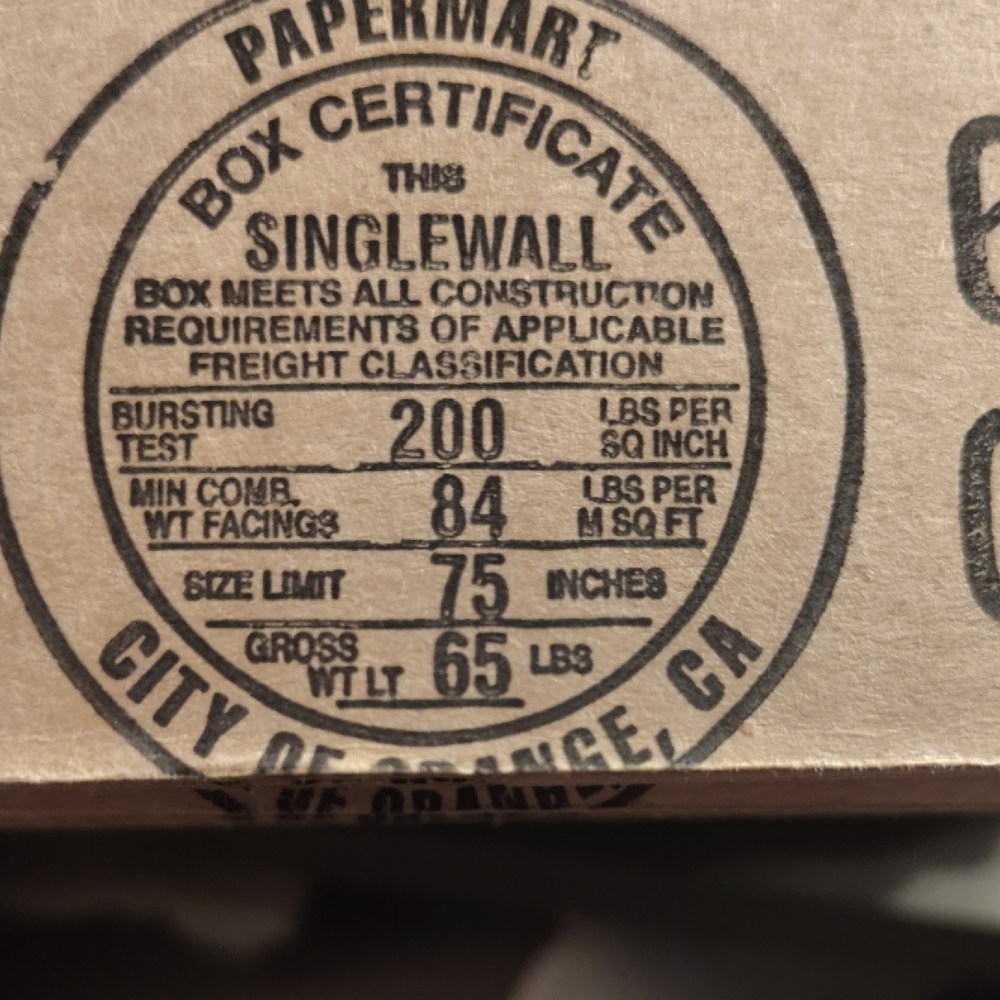 PAPERMART
BOX CERTIFICATE
THIS
SINGLEWALL
BOX MEETS ALL CONSTRUCTION
REQUIREMENTS OF APPLICABLE
FREIGHT CLASSIFICATION
BURSTING TEST 200 LBS PER SQ INCH
MIN COMB. WT FACINGS 84 LBS PER M SQ FT
SIZE LIMIT 75 INCHES
GROSS WT LT 65 LBS
CITY OF ORANGE, CA